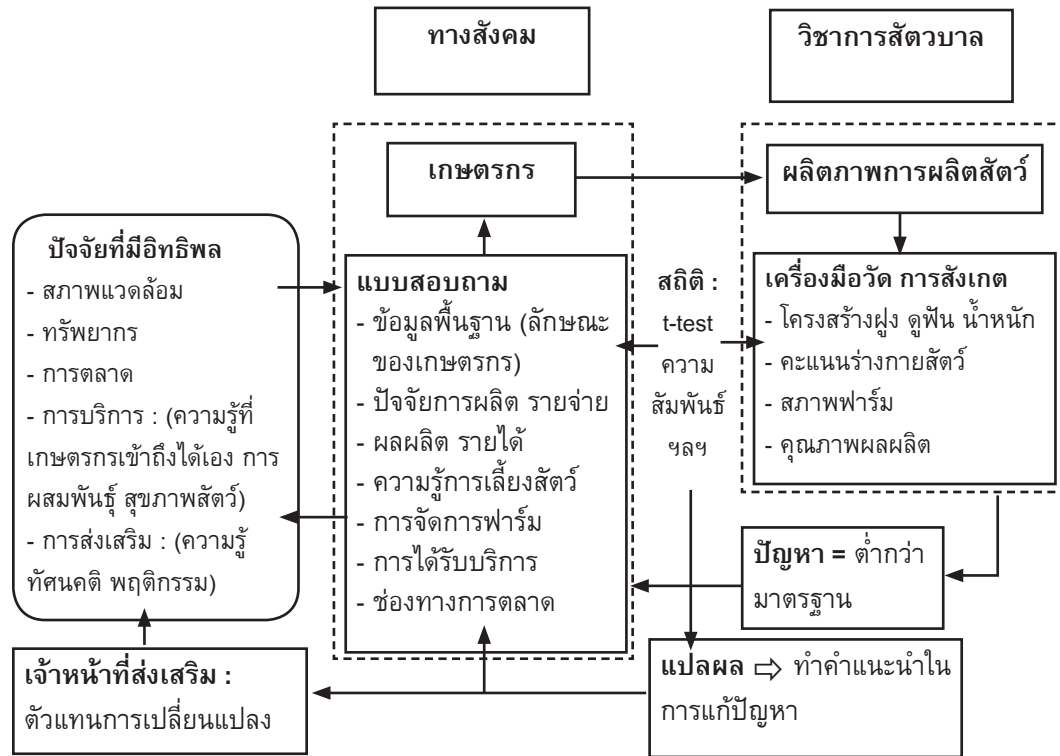 ทางสังคม
วิชาการสัตวบาล
เกษตรกร
ผลิตภาพการผลิตสัตว์
ปัจจัยที่มีอิทธิพล
- สภาพแวดล้อม
- ทรัพยากร
- การตลาด
- การบริการ : (ความรู้ที่
เกษตรกรเข้าถึงได้เอง การ
ผสมพันธุ์ สุขภาพสัตว์)
- การส่งเสริม : (ความรู้
ทัศนคติ พฤติกรรม)
แบบสอบถาม
- ข้อมูลพื้นฐาน (ลักษณะ
ของเกษตรกร)
- ปัจจัยการผลิต รายจ่าย
- ผลผลิต รายได้
- ความรู้การเลี้ยงสัตว์
- การจัดการฟาร์ม
- การได้รับบริการ
- ช่องทางการตลาด
สถิติ :
t-test
ความ
สัมพันธ์
ฯลฯ
เครื่องมือวัด การสังเกต
- โครงสร้างฝูง ดูฟัน น้ำหนัก
- คะแนนร่างกายสัตว์
- สภาพฟาร์ม
- คุณภาพผลผลิต
ปัญหา = ต่ำกว่า
มาตรฐาน
เจ้าหน้าที่ส่งเสริม :
ตัวแทนการเปลี่ยนแปลง
แปลผล ⇨ ทำคำแนะนำใน
การแก้ปัญหา